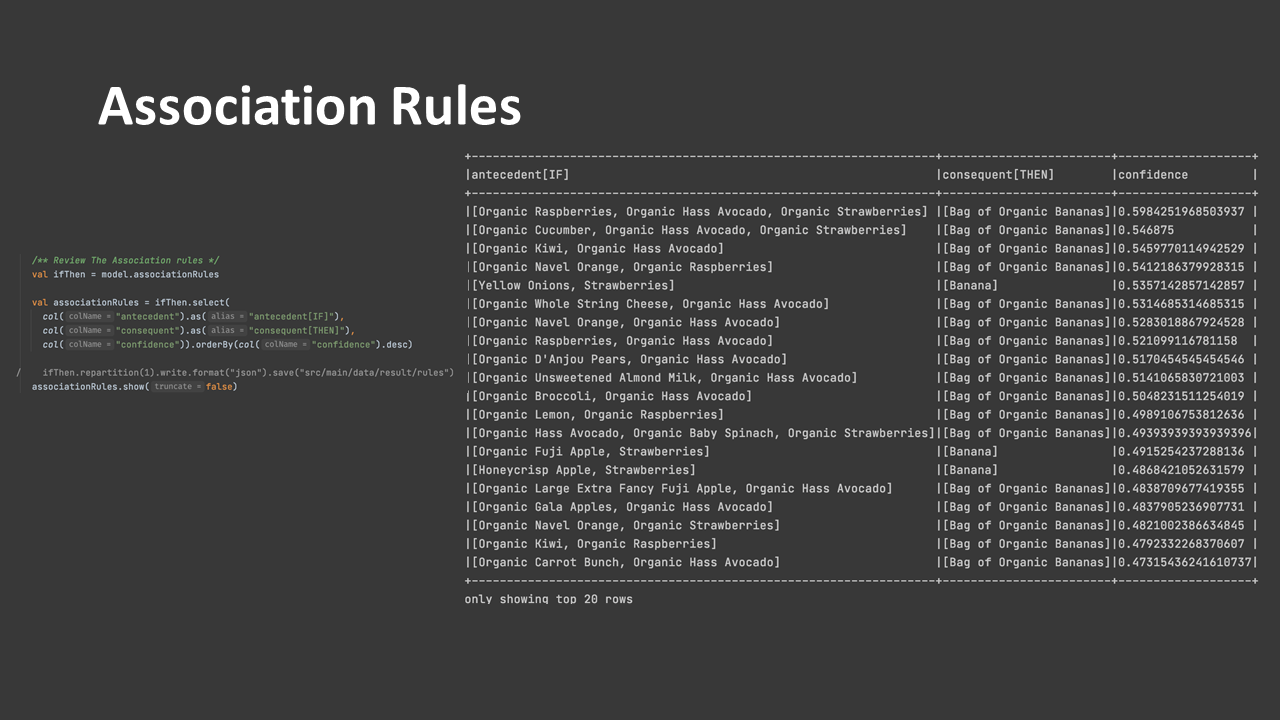 Association Rules
/** Review The Association rules */
val ifThen = model.associationRules
val associationRules = ifThen.select(
col( colName = "antecedent").as( alias = "antecedent[IF]"),
col( colName = "consequent").as( alias = "consequent[THEN]"),
col( colName = "confidence")).orderBy(col( colName = "confidence").desc)
/ ifThen.repartition(1).write.format("json").save("src/main/data/result/rules")
associationRules.show( truncate = false)
+------------------------------------------------------------------+------------------------+-------------------+
|antecedent[IF] |consequent[THEN] |confidence |
+------------------------------------------------------------------+------------------------+-------------------+
|[Organic Raspberries, Organic Hass Avocado, Organic Strawberries] |[Bag of Organic Bananas]|0.5984251968503937 |
|[Organic Cucumber, Organic Hass Avocado, Organic Strawberries] |[Bag of Organic Bananas]|0.546875 |
|[Organic Kiwi, Organic Hass Avocado] |[Bag of Organic Bananas]|0.5459770114942529 |
|[Organic Navel Orange, Organic Raspberries] |[Bag of Organic Bananas]|0.5412186379928315 |
|[Yellow Onions, Strawberries] |[Banana] |0.5357142857142857 |
|[Organic Whole String Cheese, Organic Hass Avocado] |[Bag of Organic Bananas]|0.5314685314685315 |
|[Organic Navel Orange, Organic Hass Avocado] |[Bag of Organic Bananas]|0.5283018867924528 |
|[Organic Raspberries, Organic Hass Avocado] |[Bag of Organic Bananas]|0.521099116781158 |
|[Organic D'Anjou Pears, Organic Hass Avocado] |[Bag of Organic Bananas]|0.5170454545454546 |
|[Organic Unsweetened Almond Milk, Organic Hass Avocado] |[Bag of Organic Bananas]|0.5141065830721003 |
|[Organic Broccoli, Organic Hass Avocado] |[Bag of Organic Bananas]|0.5048231511254019 |
|[Organic Lemon, Organic Raspberries] |[Bag of Organic Bananas]|0.4989106753812636 |
|[Organic Hass Avocado, Organic Baby Spinach, Organic Strawberries]|[Bag of Organic Bananas]|0.49393939393939396|
|[Organic Fuji Apple, Strawberries] |[Banana] |0.4915254237288136 |
|[Honeycrisp Apple, Strawberries] |[Banana] |0.4868421052631579 |
|[Organic Large Extra Fancy Fuji Apple, Organic Hass Avocado] |[Bag of Organic Bananas]|0.4838709677419355 |
|[Organic Gala Apples, Organic Hass Avocado] |[Bag of Organic Bananas]|0.4837905236907731 |
|[Organic Navel Orange, Organic Strawberries] |[Bag of Organic Bananas]|0.4821002386634845 |
|[Organic Kiwi, Organic Raspberries] |[Bag of Organic Bananas]|0.4792332268370607 |
|[Organic Carrot Bunch, Organic Hass Avocado] |[Bag of Organic Bananas]|0.47315436241610737|
+------------------------------------------------------------------+------------------------+-------------------+
only showing top 20 rows